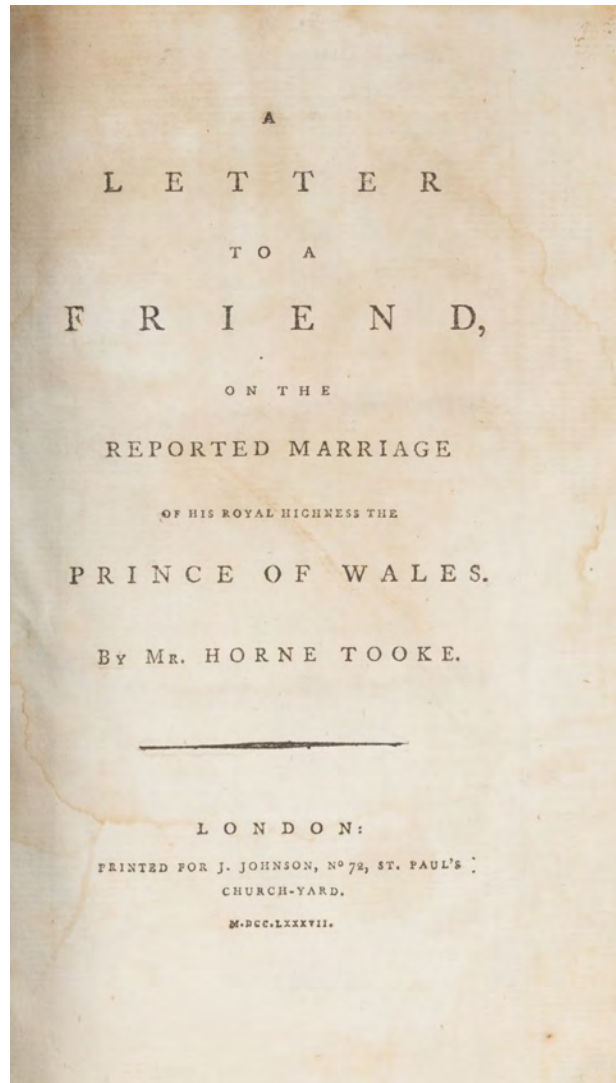 A
LETTER
TO A
FRIEND,
ON THE
REPORTED MARRIAGE
OF HIS ROYAL HIGHNESS THE
PRINCE OF WALES.
BY MR. HORNE TOOKE.
LONDON:
PRINTED FOR J. JOHNSON, No 72, ST. PAUL'S
CHURCH-YARD.
M.DCC.LXXXVII.